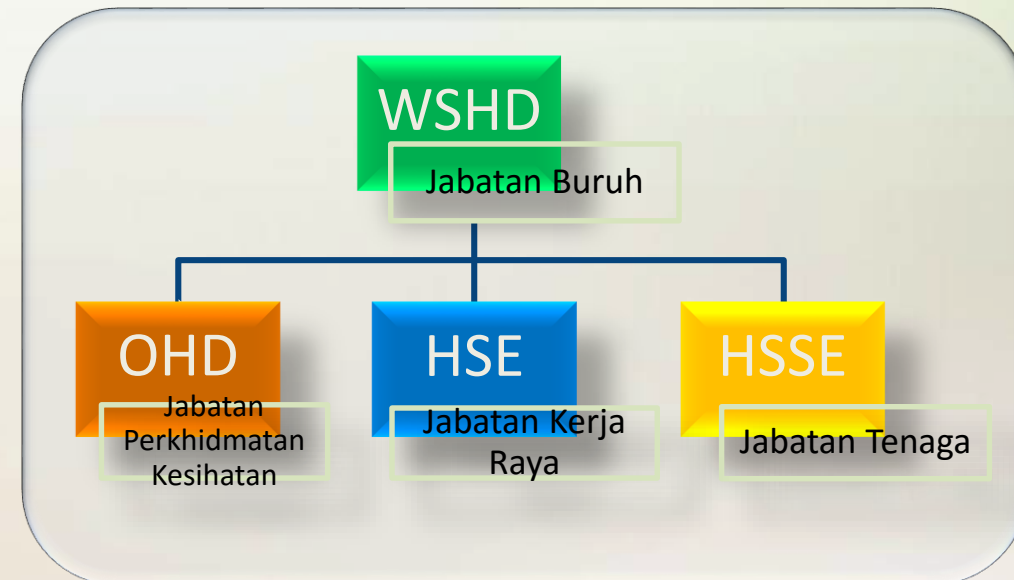 WSHD
Jabatan Buruh
OHD
Jabatan
Perkhidmatan
Kesihatan
HSE
Jabatan Kerja
Raya
HSSE
Jabatan Tenaga